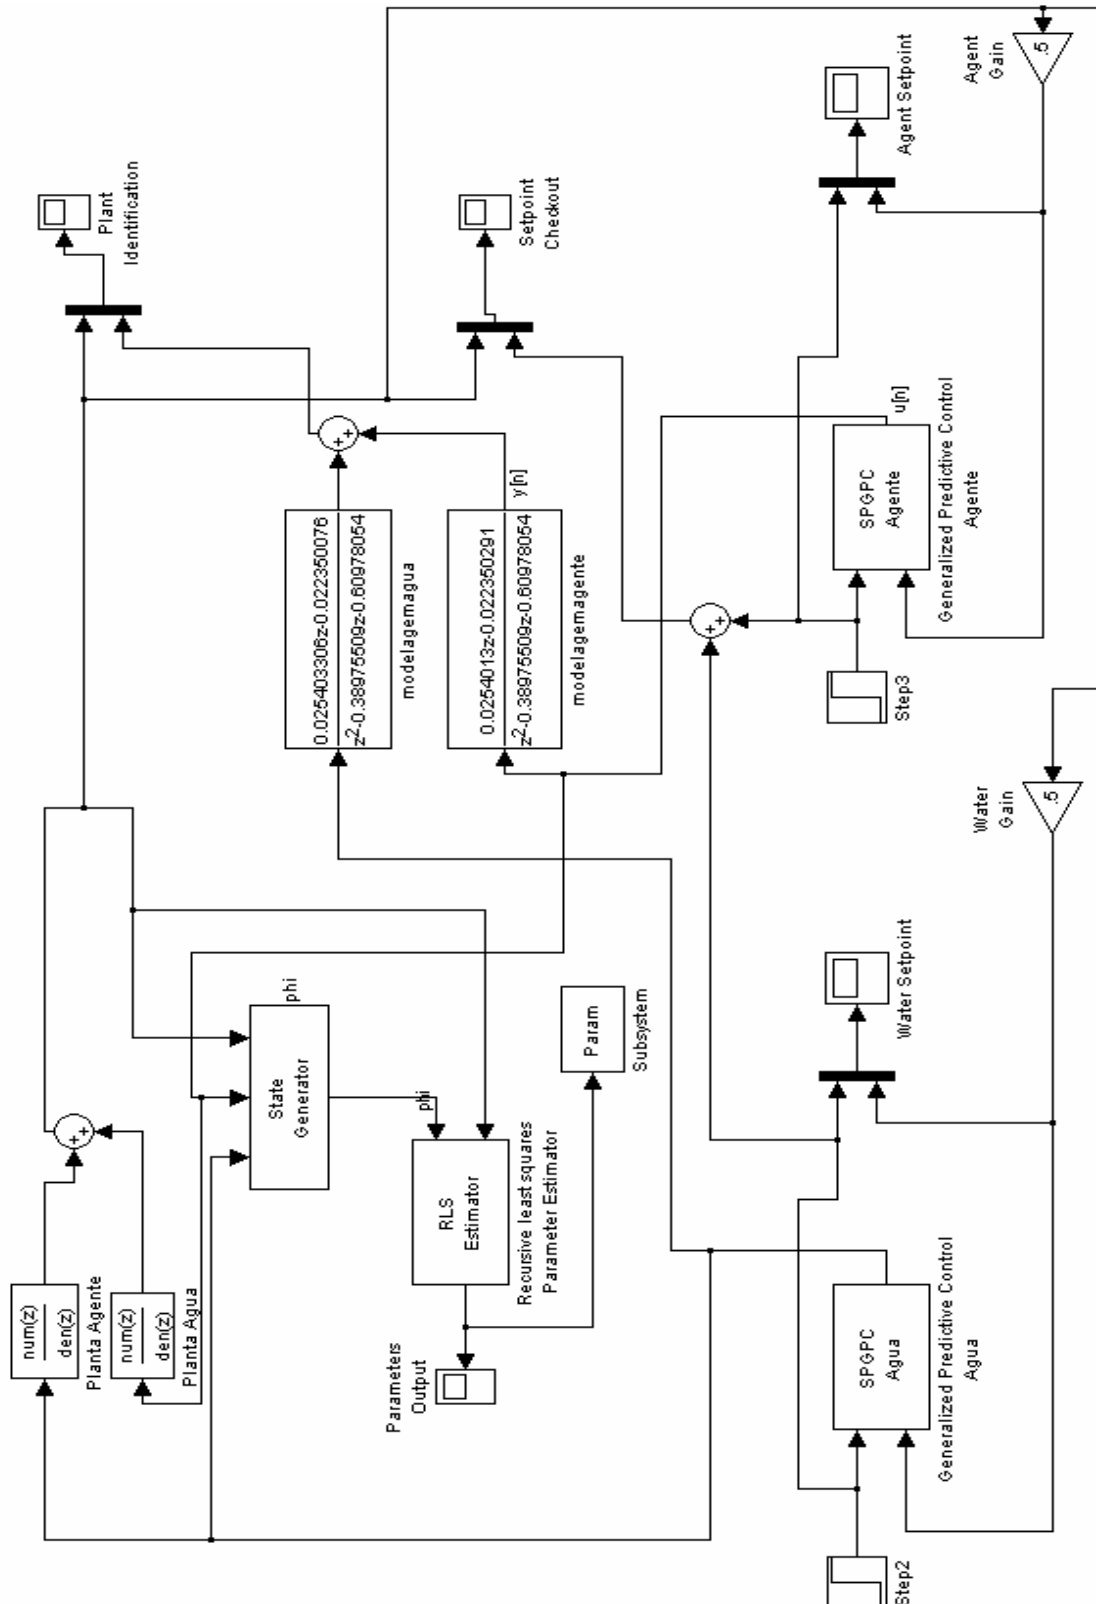 num(z)
den(z)
Planta Agente
num(z)
den(z)
Planta Agua
+
+
Parameters
Output
State
Generator
phi
phi
RLS
Estimator
Recursive least squares
Parameter Estimator
Param
Subsystem
Plant
Identification
0.025403306z-0.022350076
z²-0.38975509z-0.60978054
modelagemagua
0.0254013z-0.022350291
z²-0.38975509z-0.60978054
modelagemagente
y[n]
+
+
Setpoint
Checkout
+
+
Step2
SPGPC
Agua
Generalized Predictive Control
Agua
Water Setpoint
Water
Gain
.5
Step3
SPGPC
Agente
Generalized Predictive Control
Agente
u[n]
Agent Setpoint
Agent
Gain
.5